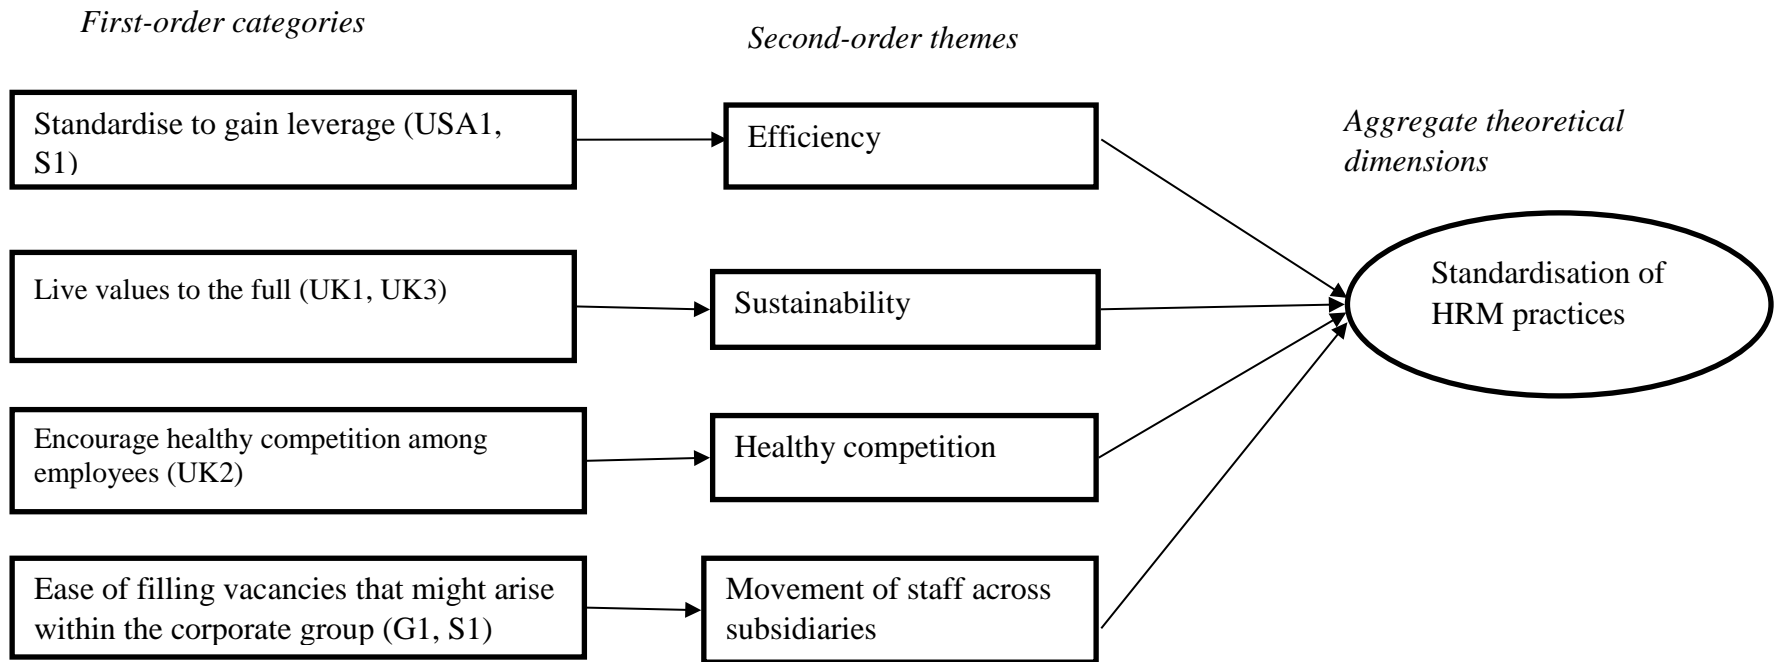 First-order categories
Second-order themes
Aggregate theoretical
dimensions
Standardise to gain leverage (USA1,
S1)
Efficiency
Live values to the full (UK1, UK3)
Sustainability
Standardisation of
HRM practices
Encourage healthy competition among
employees (UK2)
Healthy competition
Ease of filling vacancies that might arise
within the corporate group (G1, S1)
Movement of staff across
subsidiaries